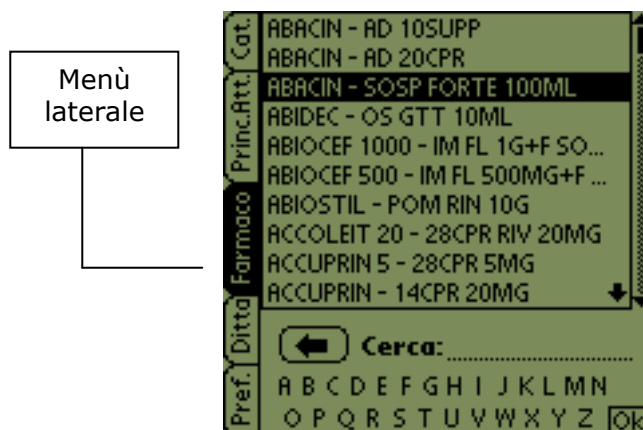 Menù
laterale
Cat.
Princ.Att.
Farmaco
Ditta
Pref.
ABACIN - AD 10SUPP
ABACIN - AD 20CPR
ABACIN - SOSP FORTE 100ML
ABIDEC - OS GTT 10ML
ABIOCEF 1000 - IM FL 1G+F SO...
ABIOCEF 500 - IM FL 500MG+F ...
ABIOSTIL - POM RIN 10G
ACCOLEIT 20 - 28CPR RIV 20MG
ACCUPRIN 5 - 28CPR 5MG
ACCUPRIN - 14CPR 20MG
Cerca:
A B C D E F G H I J K L M N
O P Q R S T U V W X Y Z Ok